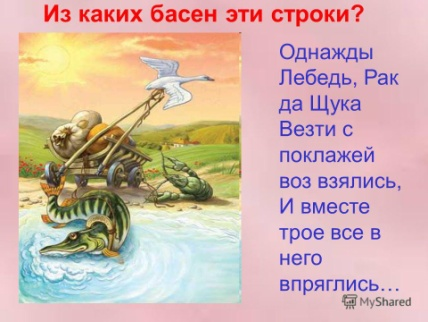 Из каких басен эти строки?
Однажды
Лебедь, Рак
да Щука
Везти с
поклажей
воз взялись,
И вместе
трое все в
него
впряглись…
MyShared